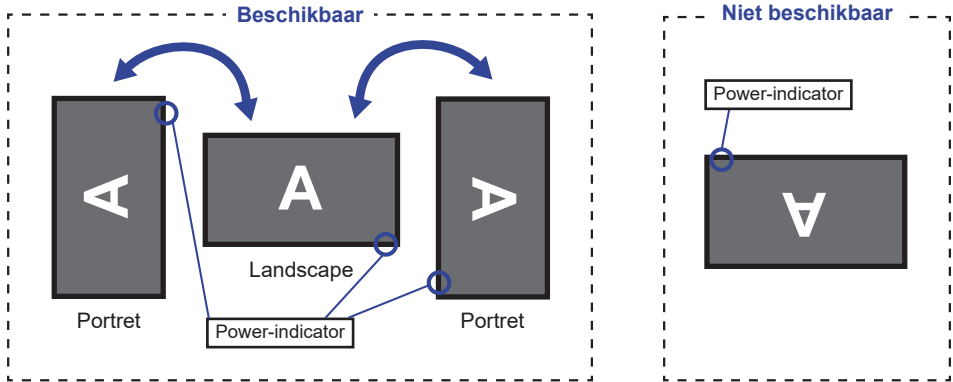 Beschikbaar
A
A
A
Landscape
Portret
Portret
Power-indicator
Niet beschikbaar
Power-indicator
A